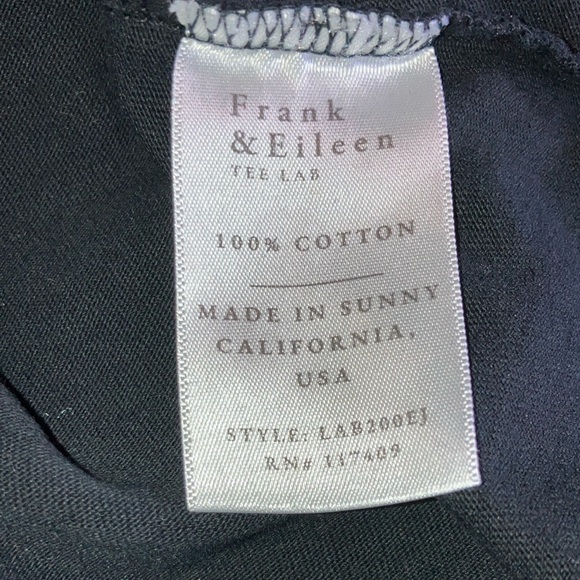 Frank
& Eileen
TEE LAB
100% COTTON
MADE IN SUNNY
CALIFORNIA,
USA
STYLE: LAB200EJ
RN# 117409